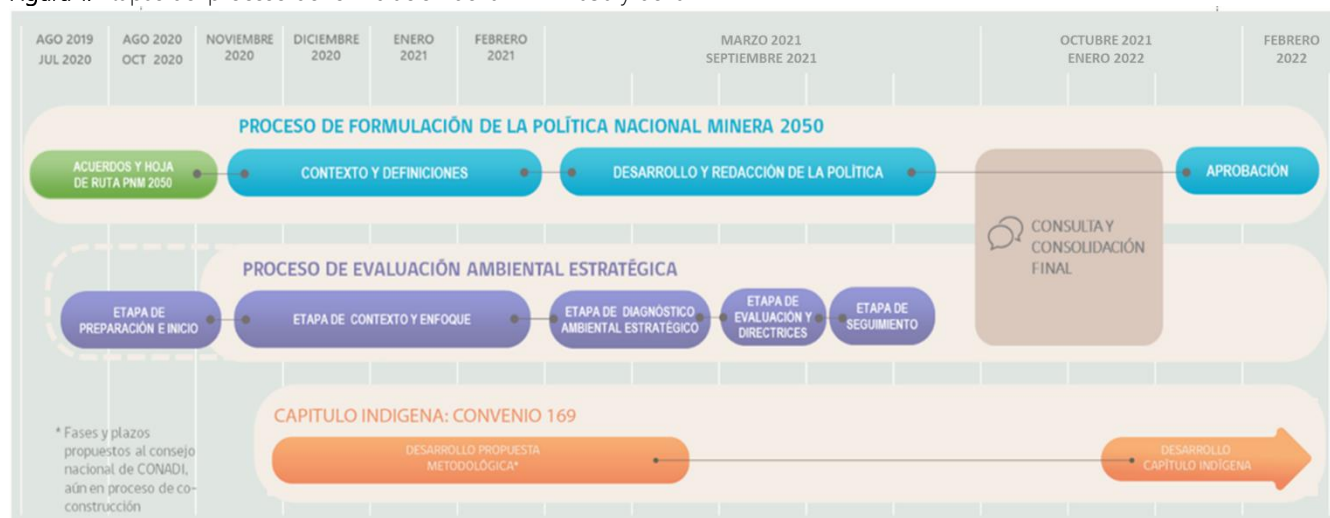 AGO 2019
JUL 2020
AGO 2020
OCT 2020
NOVIEMBRE
2020
DICIEMBRE
2020
ENERO
2021
FEBRERO
2021
MARZO 2021
SEPTIEMBRE 2021
OCTUBRE 2021
ENERO 2022
FEBRERO
2022
PROCESO DE FORMULACIÓN DE LA POLÍTICA NACIONAL MINERA 2050
ACUERDOS Y HOJA
DE RUTA PNM 2050
CONTEXTO Y DEFINICIONES
DESARROLLO Y REDACCIÓN DE LA POLÍTICA
APROBACIÓN
CONSULTA Y
CONSOLIDACIÓN
FINAL
PROCESO DE EVALUACIÓN AMBIENTAL ESTRATÉGICA
ETAPA DE
PREPARACIÓN E INICIO
ETAPA DE CONTEXTO Y ENFOQUE
ETAPA DE DIAGNÓSTICO
AMBIENTAL ESTRATÉGICO
ETAPA DE
EVALUACIÓN Y
DIRECTRICES
ETAPA DE
SEGUIMIENTO
CAPITULO INDIGENA: CONVENIO 169
DESARROLLO PROPUESTA
METODOLÓGICA*
DESARROLLO
CAPÍTULO INDÍGENA
* Fases y plazos
propuestos al consejo
nacional de CONADI,
aún en proceso de co-
construcción